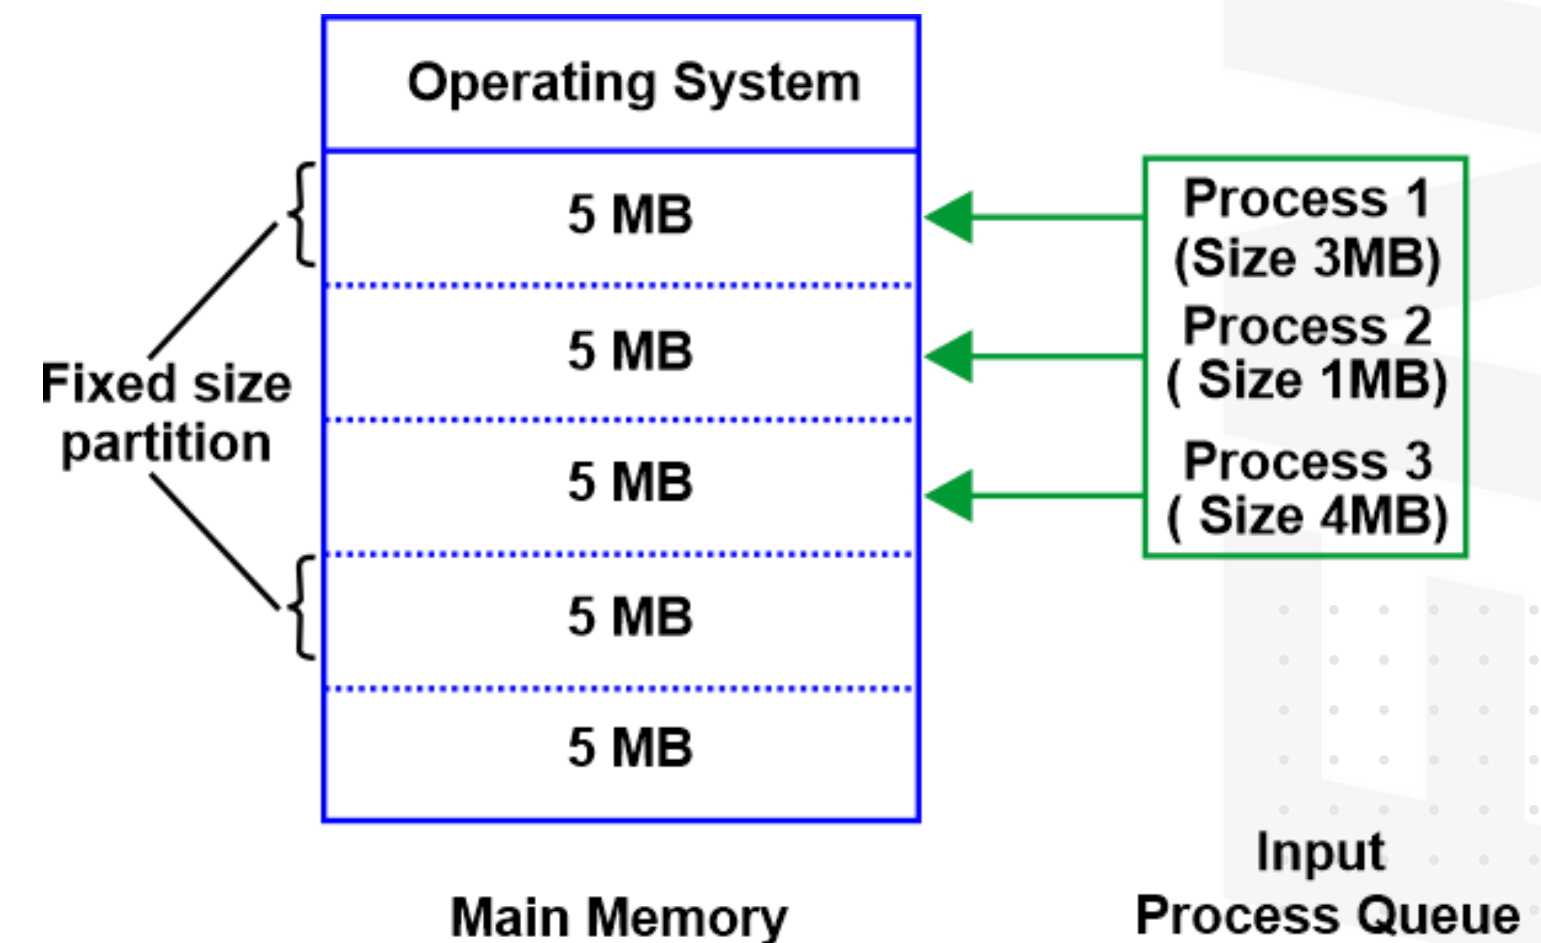 Operating System
5 MB
5 MB
5 MB
5 MB
5 MB
Fixed size
partition
Process 1
(Size 3MB)
Process 2
( Size 1MB)
Process 3
( Size 4MB)
Main Memory
Input
Process Queue